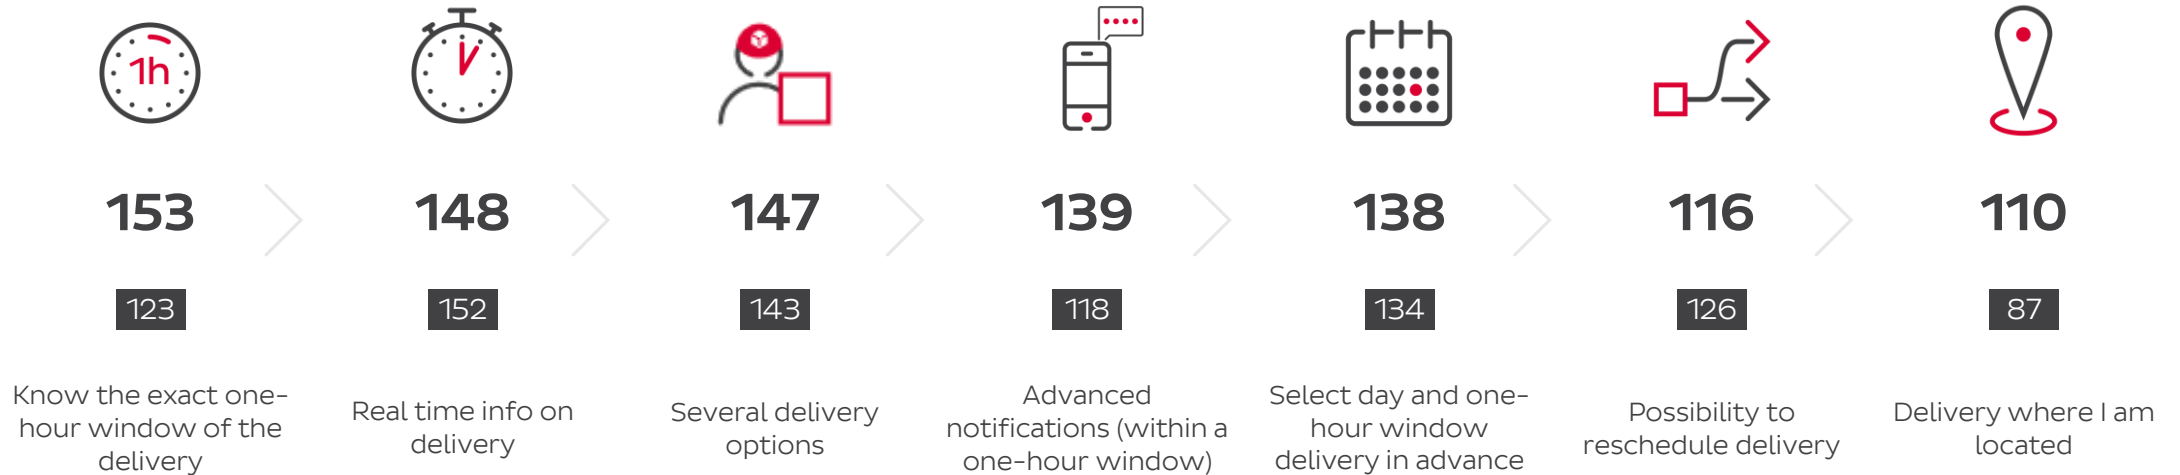 1h
153
148
147
139
138
116
110
123
152
143
118
134
126
87
Know the exact one-
hour window of the
delivery
Real time info on
delivery
Several delivery
options
Advanced
notifications (within a
one-hour window)
Select day and one-
hour window
delivery in advance
Possibility to
reschedule delivery
Delivery where I am
located